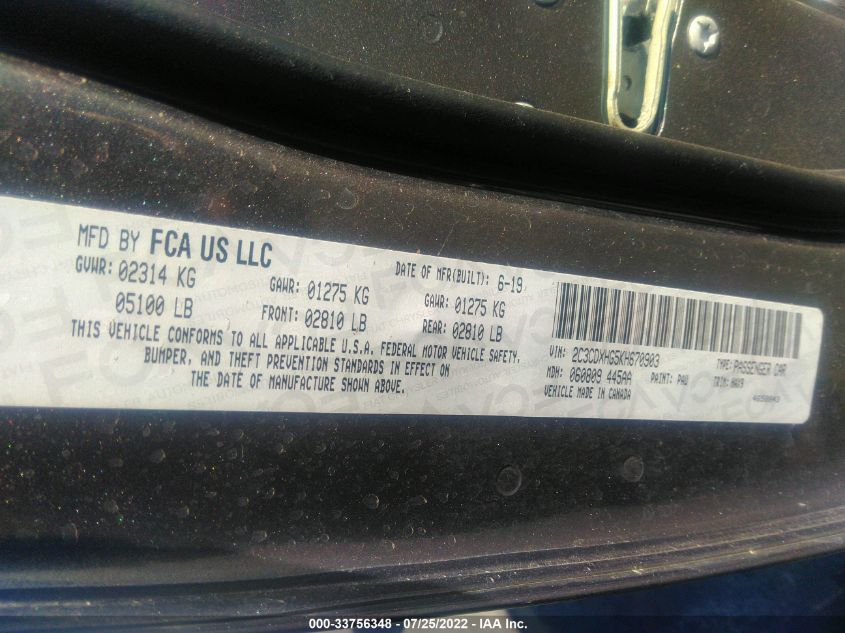 MFD BY FCA US LLC
DATE OF MFR(BUILT): 6-19
GVWR: 02314 KG
GAWR: 01275 KG
GAWR: 01275 KG
05100 LB
FRONT: 02810 LB
REAR: 02810 LB
THIS VEHICLE CONFORMS TO ALL APPLICABLE U.S.A. FEDERAL MOTOR VEHICLE SAFETY,
BUMPER, AND THEFT PREVENTION STANDARDS IN EFFECT ON
THE DATE OF MANUFACTURE SHOWN ABOVE.
VIN: 2C3CDXHG5KH670903
TYPE: PASSENGER CAR
MDH: 060809 445AA
PAINT: PAU
TRIM:
VEHICLE MADE IN CANADA
000-33756348 - 07/25/2022 - IAA Inc.